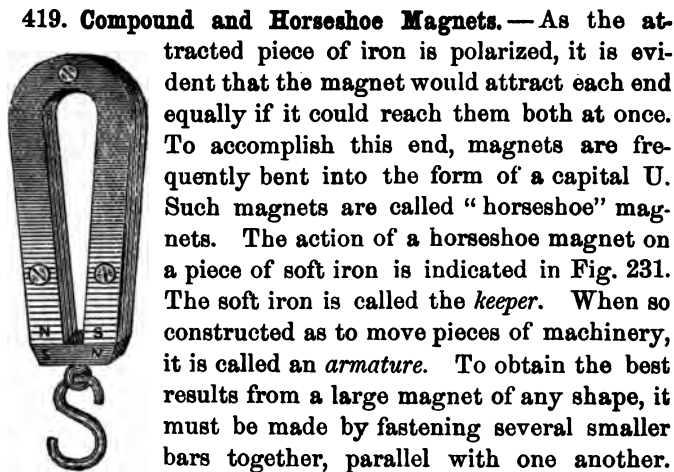 419. Compound and Horseshoe Magnets. — As the at-
tracted piece of iron is polarized, it is evi-
dent that the magnet would attract each end
equally if it could reach them both at once.
To accomplish this end, magnets are fre-
quently bent into the form of a capital U.
Such magnets are called “horseshoe” mag-
nets. The action of a horseshoe magnet on
a piece of soft iron is indicated in Fig. 231.
The soft iron is called the keeper. When so
constructed as to move pieces of machinery,
it is called an armature. To obtain the best
results from a large magnet of any shape, it
must be made by fastening several smaller
bars together, parallel with one another.
N S
S N